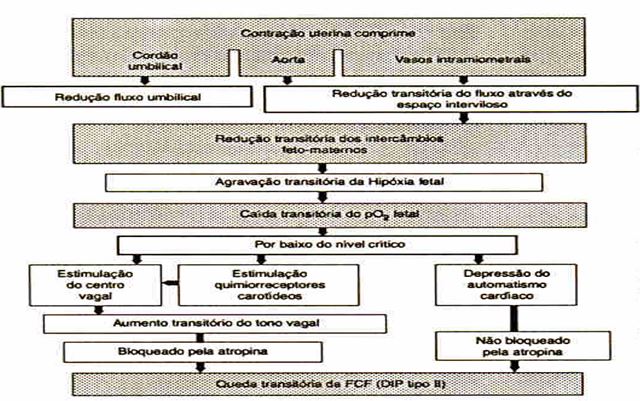 Contração uterina comprime
Cordão
umbilical
Aorta
Vasos intramiometrais
Redução fluxo umbilical
Redução transitória do fluxo através do
espaço interviloso
Redução transitória dos intercâmbios
feto-maternos
Agravação transitória da Hipóxia fetal
Caída transitória do pO₂ fetal
Por baixo do nível crítico
Estimulação
do centro
vagal
Estimulação
quimiorreceptores
carotídeos
Depressão do
automatismo
cardíaco
Aumento transitório do tono vagal
Bloqueado pela atropina
Não bloqueado
pela atropina
Queda transitória da FCF (DIP tipo II)